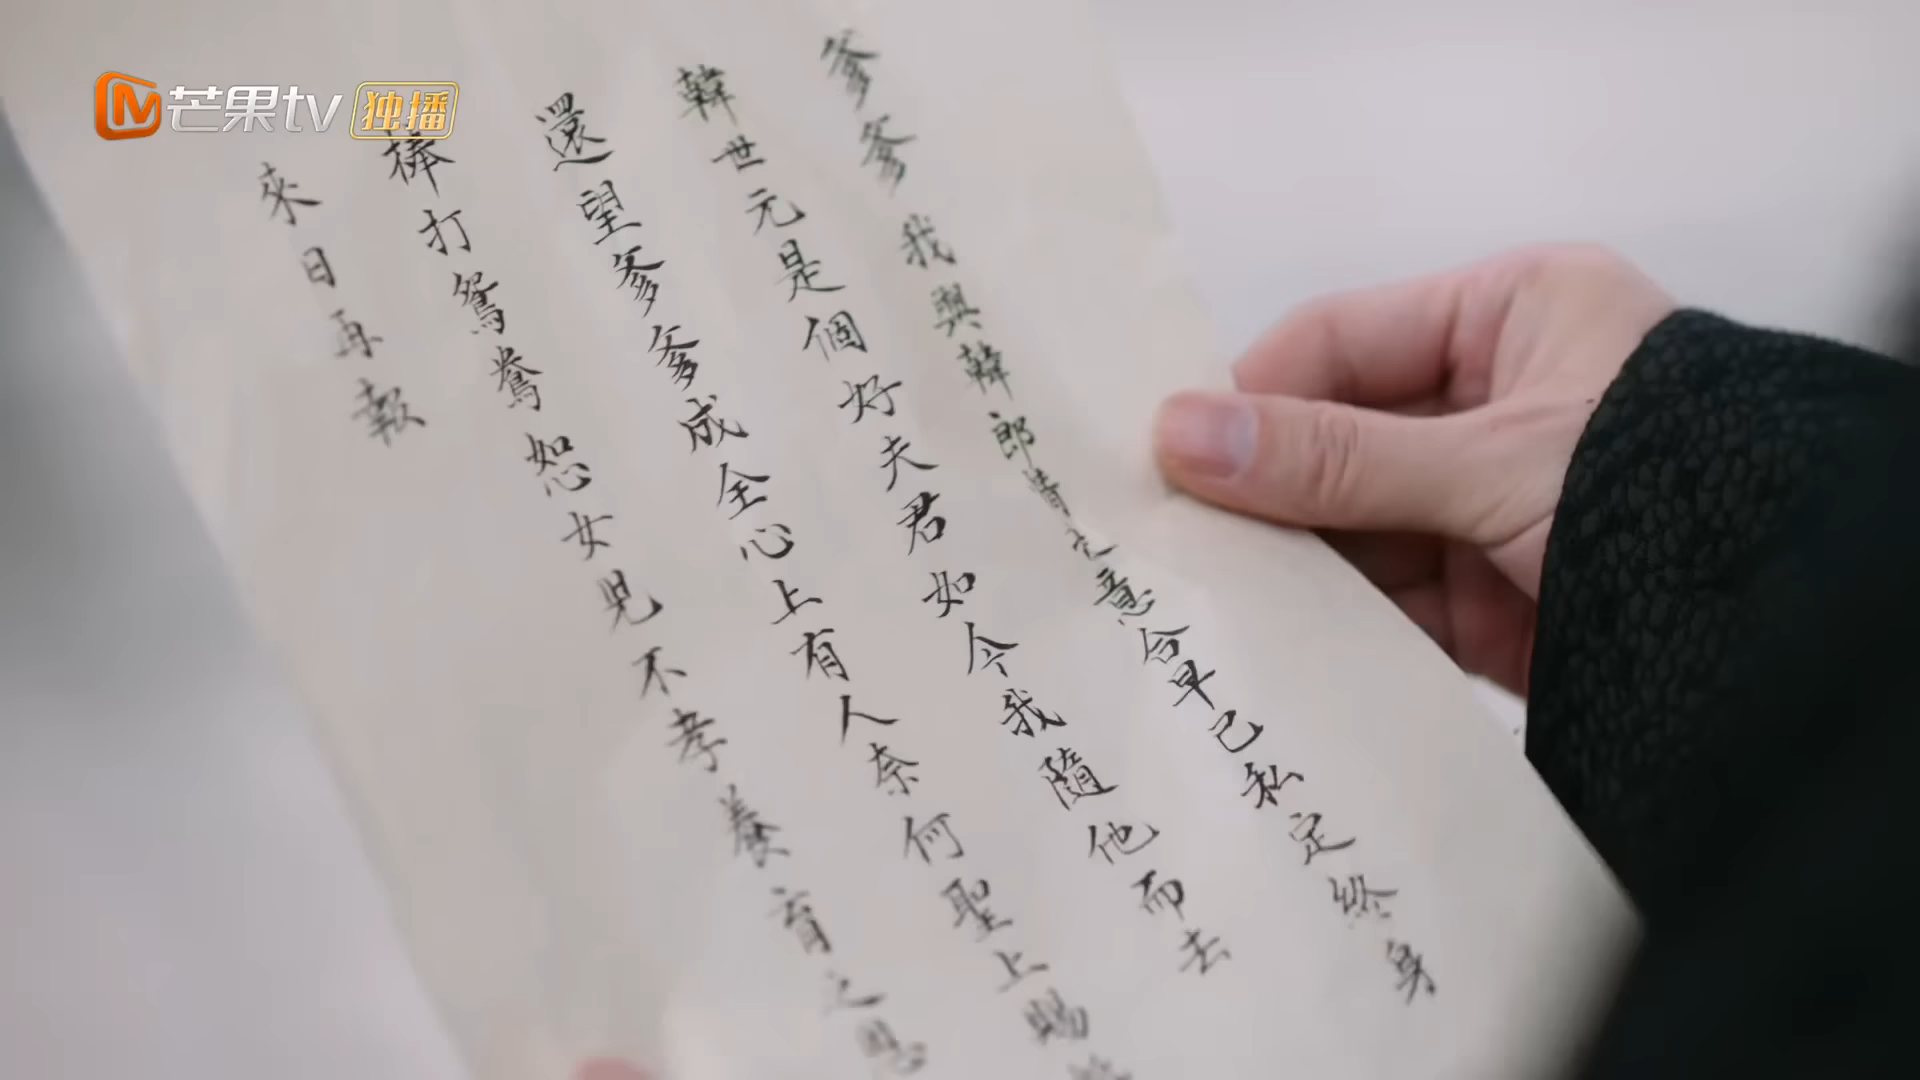 芒果tv 独播
爹爹我與韓郎情意合早已私定終身
韓世元是個好夫君如今我隨他而去
還望爹爹成全心上有人奈何聖上賜
棒打鴛鴦恕女兒不孝養育之恩
來日再報